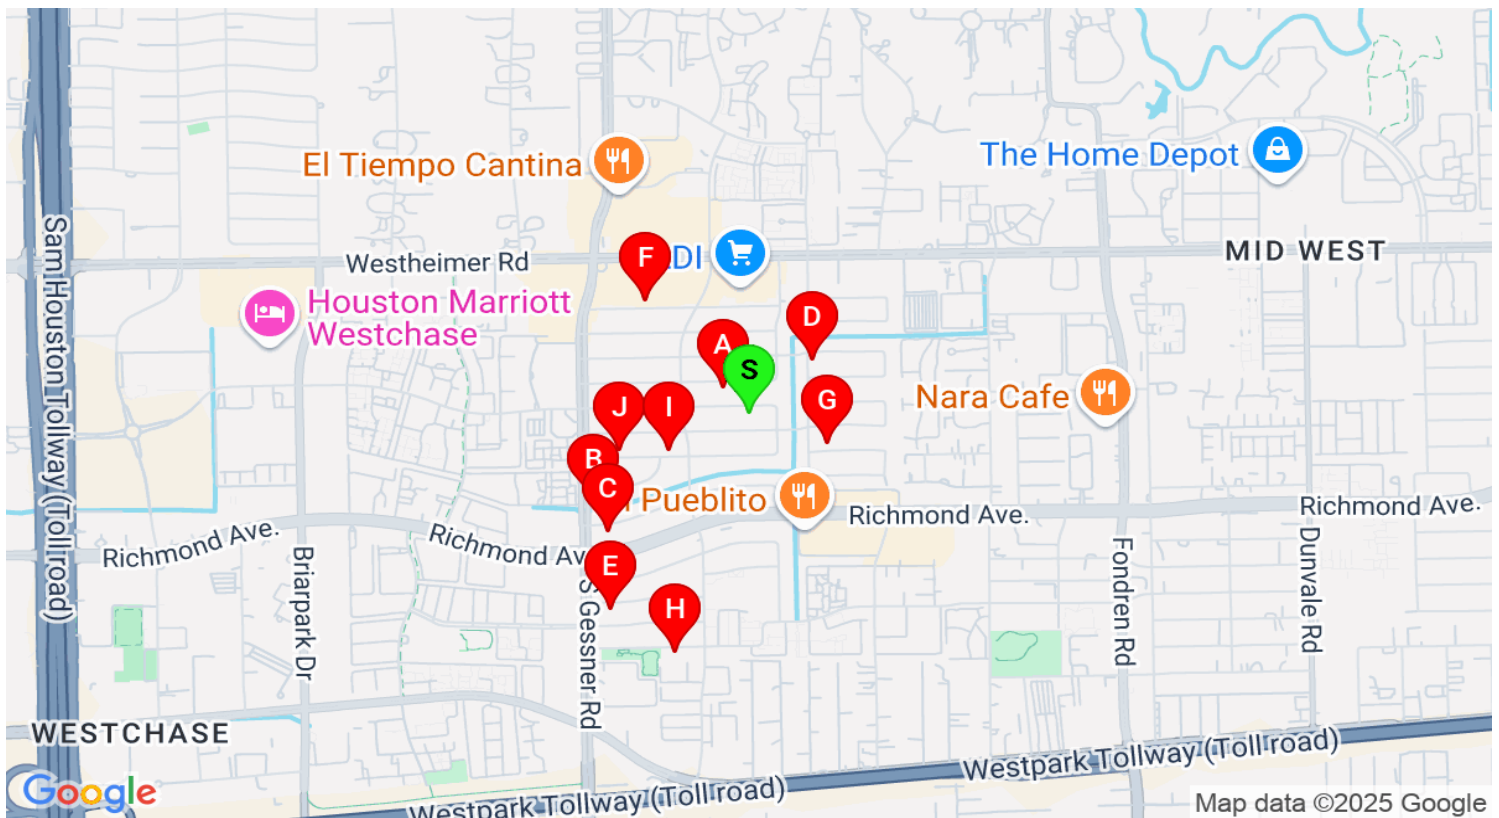 El Tiempo Cantina
The Home Depot
Sam Houston Tollway (Toll road)
Westheimer Rd
F
DI
MID WEST
Houston Marriott
Westchase
D
A
S
Nara Cafe
G
J
I
B
C
Pueblito
Richmond Ave.
Richmond Ave.
Richmond Ave.
Richmond Av
Briarpark Dr
E
S Gessner Rd
H
Fondren Rd
Dunvale Rd
WESTCHASE
Westpark Tollway (Toll road)
Westpark Tollway (Toll road)
Google
Map data ©2025 Google